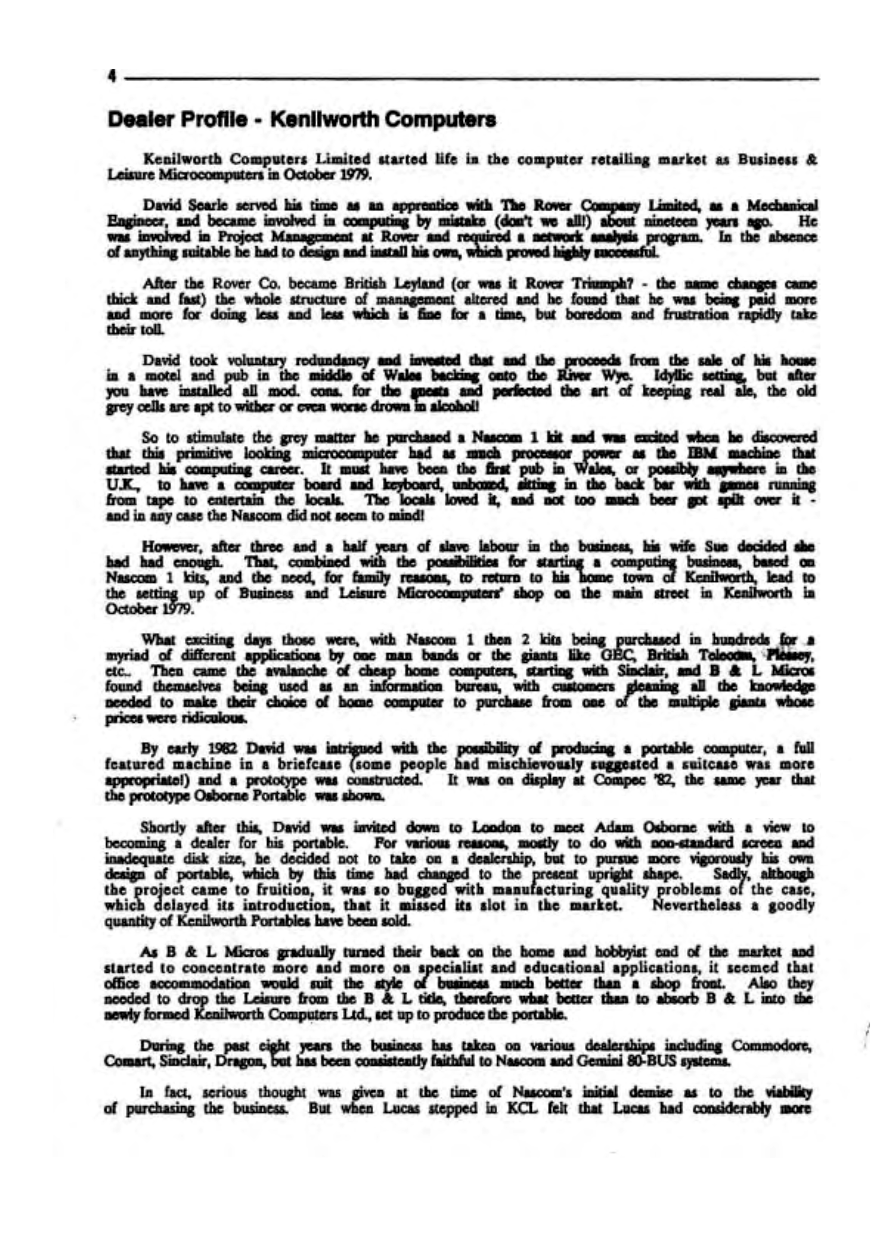 4
Dealer Profile - Kenilworth Computers
Kenilworth Computers Limited started life in the computer retailing market as Business &
Leisure Microcomputers in October 1979.
David Searle served his time as an apprentice with The Rover Company Limited, as a Mechanical
Engineer, and became involved in computing by mistake (don't we all!) about nineteen years ago. He
was involved in Project Management at Rover and required a network analysis program. In the absence
of anything suitable he had to design and install his own, which proved highly successful.
After the Rover Co. became British Leyland (or was it Rover Triumph? - the name changes came
thick and fast) the whole structure of management altered and he found that he was being paid more
and more for doing less and less which is fine for a time, but boredom and frustration rapidly take
their toll.
David took voluntary redundancy and invested that and the proceeds from the sale of his house
in a motel and pub in the middle of Wales backing onto the River Wye. Idyllic setting, but after
you have installed all mod. cons. for the guests and perfected the art of keeping real ale, the old
grey cells are apt to wither or even worse drown in alcohol!
So to stimulate the grey matter he purchased a Nascom 1 kit and was excited when he discovered
that this primitive looking microcomputer had as much processor power as the IBM machine that
started his computing career. It must have been the first pub in Wales, or possibly anywhere in the
U.K., to have a computer board and keyboard, unboxed, sitting in the back bar with games running
from tape to entertain the locals. The locals loved it, and not too much beer got spilt over it -
and in any case the Nascom did not seem to mind!
However, after three and a half years of slave labour in the business, his wife Sue decided she
had had enough. That, combined with the possibilities for starting a computing business, based on
Nascom 1 kits, and the need, for family reasons, to return to his home town of Kenilworth, lead to
the setting up of Business and Leisure Microcomputers' shop on the main street in Kenilworth in
October 1979.
What exciting days those were, with Nascom 1 then 2 kits being purchased in hundreds for a
myriad of different applications by one man bands or the giants like GEC, British Telecom, Plessey,
etc.. Then came the avalanche of cheap home computers, starting with Sinclair, and B & L Micros
found themselves being used as an information bureau, with customers gleaning all the knowledge
needed to make their choice of home computer to purchase from one of the multiple giants whose
prices were ridiculous.
By early 1982 David was intrigued with the possibility of producing a portable computer, a full
featured machine in a briefcase (some people had mischievously suggested a suitcase was more
appropriate!) and a prototype was constructed. It was on display at Compec '82, the same year that
the prototype Osborne Portable was shown.
Shortly after this, David was invited down to London to meet Adam Osborne with a view to
becoming a dealer for his portable. For various reasons, mostly to do with non-standard screen and
inadequate disk size, he decided not to take on a dealership, but to pursue more vigorously his own
design of portable, which by this time had changed to the present upright shape. Sadly, although
the project came to fruition, it was so bugged with manufacturing quality problems of the case,
which delayed its introduction, that it missed its slot in the market. Nevertheless a goodly
quantity of Kenilworth Portables have been sold.
As B & L Micros gradually turned their back on the home and hobbyist end of the market and
started to concentrate more and more on specialist and educational applications, it seemed that
office accommodation would suit the style of business much better than a shop front. Also they
needed to drop the Leisure from the B & L title, therefore what better than to absorb B & L into the
newly formed Kenilworth Computers Ltd., set up to produce the portable.
During the past eight years the business has taken on various dealerships including Commodore,
Comart, Sinclair, Dragon, but has been consistently faithful to Nascom and Gemini 80-BUS systems.
In fact, serious thought was given at the time of Nascom's initial demise as to the viability
of purchasing the business. But when Lucas stepped in KCL felt that Lucas had considerably more